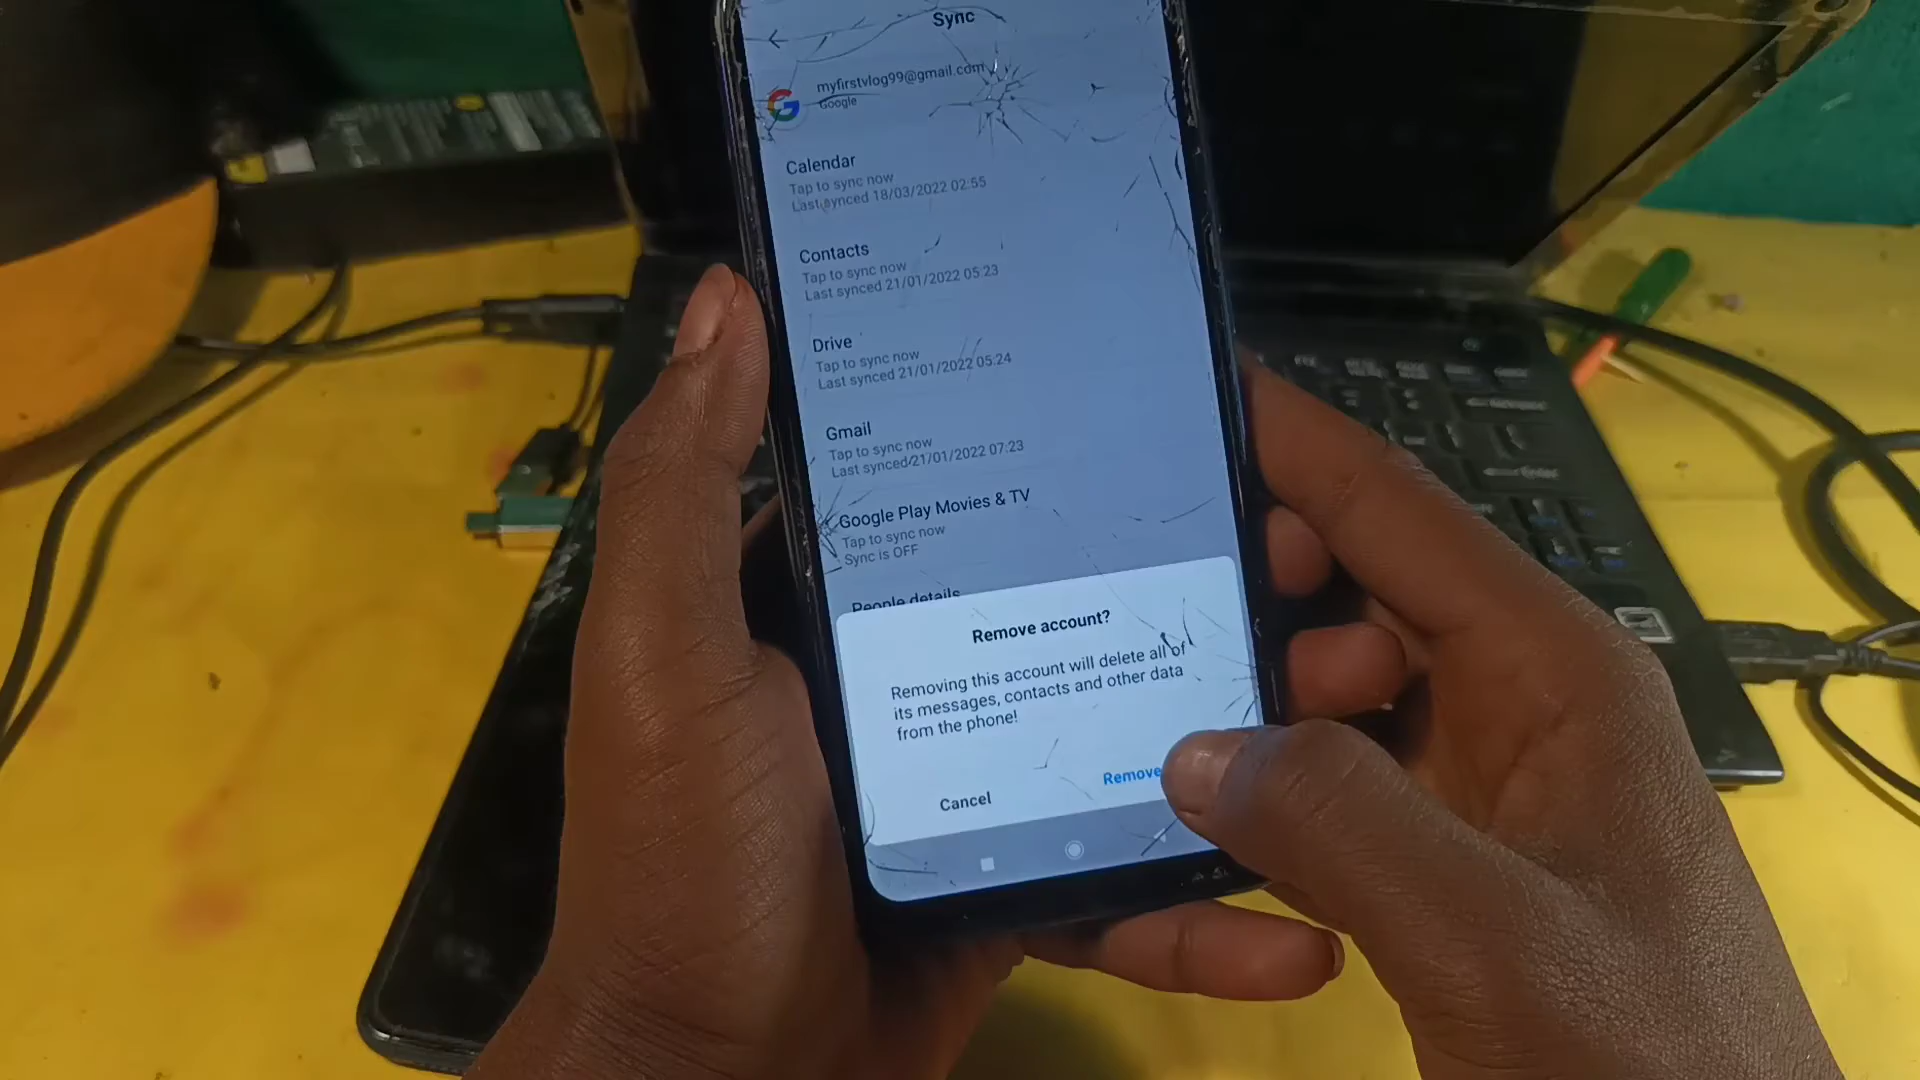 Sync
myfirstvlog99@gmail.com
Google
Calendar
Tap to sync now
Last synced 18/03/2022 02:55
Contacts
Tap to sync now
Last synced 21/01/2022 05:23
Drive
Tap to sync now
Last synced 21/01/2022 05:24
Gmail
Tap to sync now
Last synced 21/01/2022 07:23
Google Play Movies & TV
Tap to sync now
Sync is OFF
People details
Remove account?
Removing this account will delete all of
its messages, contacts and other data
from the phone!
Cancel
Remove
Enter